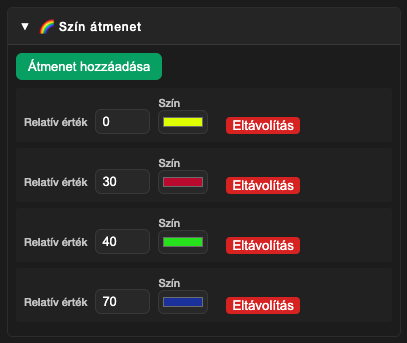 ▼ 🌈 Szín átmenet
Átmenet hozzáadása
Szín
Relatív érték 0 Eltávolítás
Szín
Relatív érték 30 Eltávolítás
Szín
Relatív érték 40 Eltávolítás
Szín
Relatív érték 70 Eltávolítás